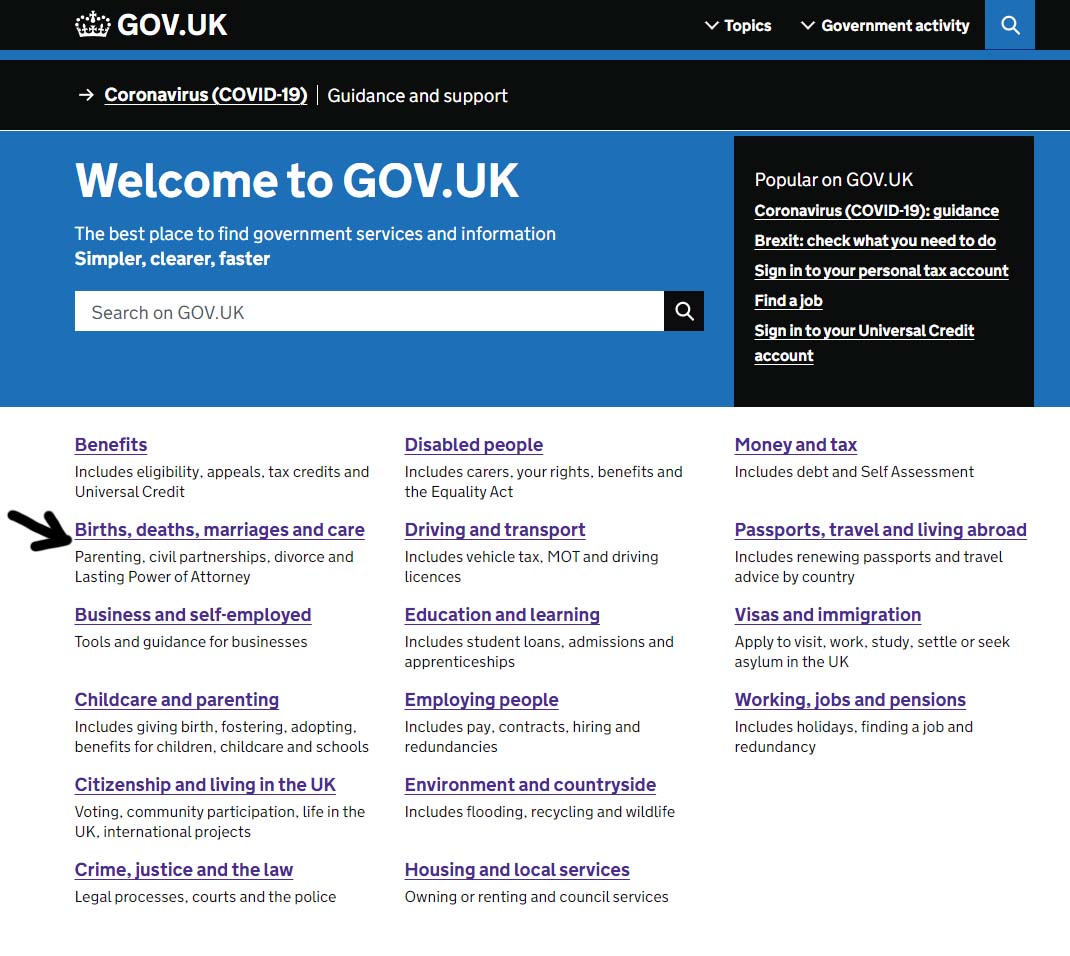 GOV.UK
Topics
Government activity
Coronavirus (COVID-19)
Guidance and support
Welcome to GOV.UK
The best place to find government services and information
Simpler, clearer, faster
Search on GOV.UK
Popular on GOV.UK
Coronavirus (COVID-19): guidance
Brexit: check what you need to do
Sign in to your personal tax account
Find a job
Sign in to your Universal Credit
account
Benefits
Includes eligibility, appeals, tax credits and
Universal Credit
Births, deaths, marriages and care
Parenting, civil partnerships, divorce and
Lasting Power of Attorney
Business and self-employed
Tools and guidance for businesses
Childcare and parenting
Includes giving birth, fostering, adopting,
benefits for children, childcare and schools
Citizenship and living in the UK
Voting, community participation, life in the
UK, international projects
Crime, justice and the law
Legal processes, courts and the police
Disabled people
Includes carers, your rights, benefits and
the Equality Act
Driving and transport
Includes vehicle tax, MOT and driving
licences
Education and learning
Includes student loans, admissions and
apprenticeships
Employing people
Includes pay, contracts, hiring and
redundancies
Environment and countryside
Includes flooding, recycling and wildlife
Housing and local services
Owning or renting and council services
Money and tax
Includes debt and Self Assessment
Passports, travel and living abroad
Includes renewing passports and travel
advice by country
Visas and immigration
Apply to visit, work, study, settle or seek
asylum in the UK
Working, jobs and pensions
Includes holidays, finding a job and
redundancy